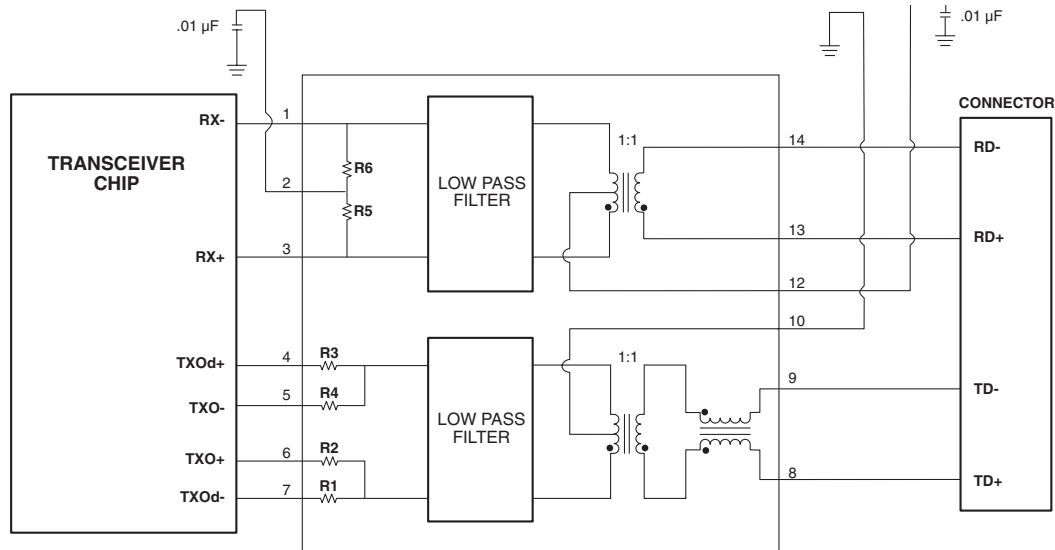 .01 µF
.01 µF
CONNECTOR
TRANSCEIVER
CHIP
RX-
1
R6
2
R5
RX+
3
LOW PASS
FILTER
1:1
14
RD-
13
RD+
12
10
TXOd+
4
R3
TXO-
5
R4
TXO+
6
R2
TXOd-
7
R1
LOW PASS
FILTER
1:1
9
TD-
8
TD+